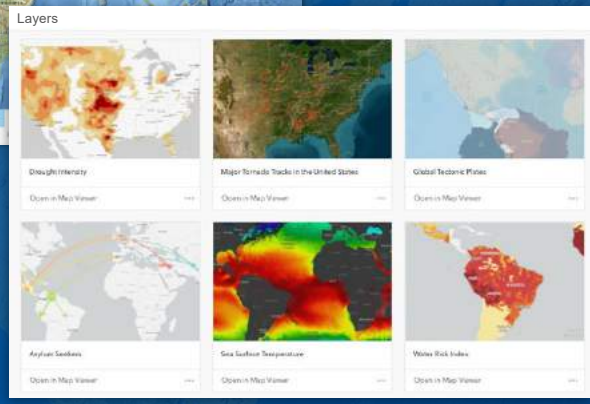 Layers
Drought Intensity
Major Tornado Tracks in the United States
Global Tectonic Plates
Open in Map Viewer
Open in Map Viewer
Open in Map Viewer
Asylum Seekers
Sea Surface Temperature
Water Risk Index
Open in Map Viewer
Open in Map Viewer
Open in Map Viewer